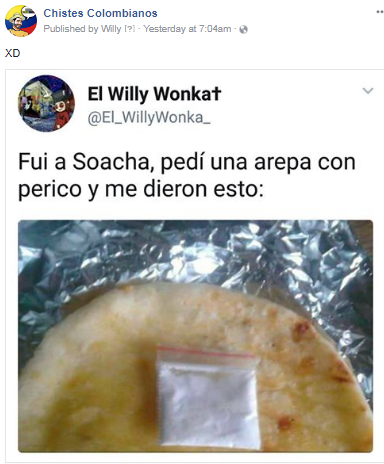 Chistes Colombianos
Published by Willy [?] · Yesterday at 7:04am ·
XD
El Willy Wonka✝
@El_WillyWonka_
Fui a Soacha, pedí una arepa con
perico y me dieron esto: